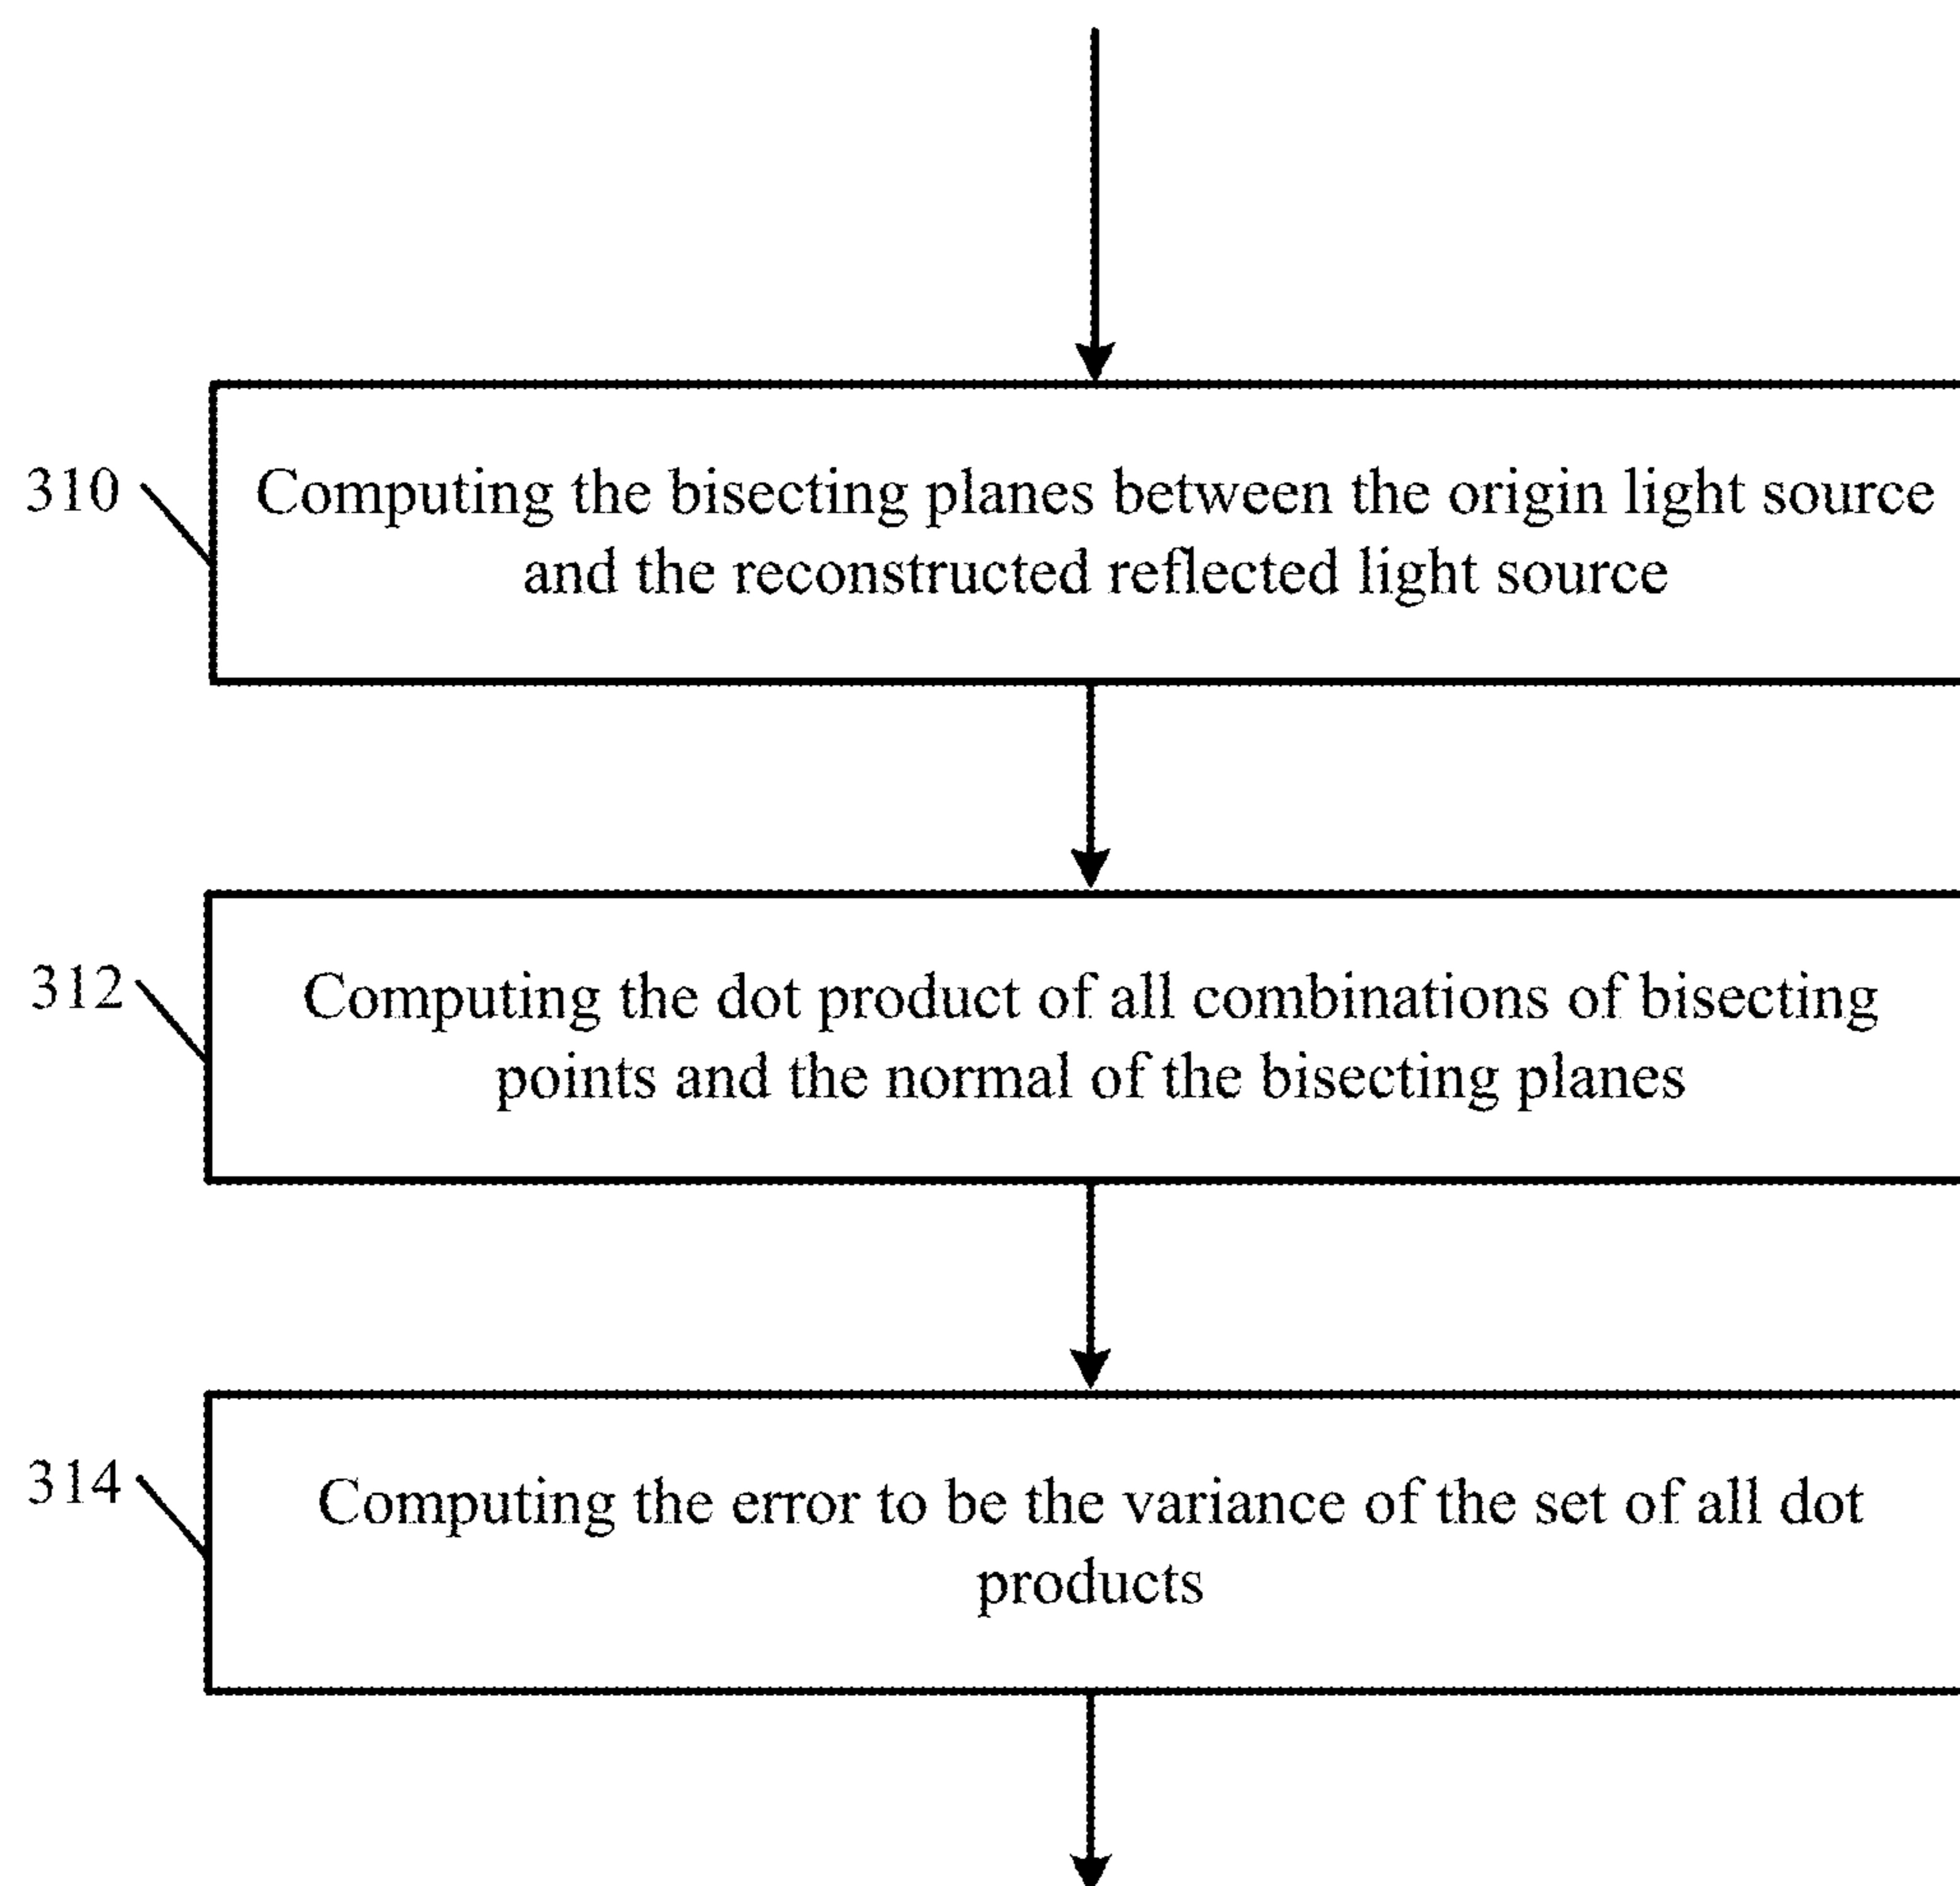 310
Computing the bisecting planes between the origin light source
and the reconstructed reflected light source
312
Computing the dot product of all combinations of bisecting
points and the normal of the bisecting planes
314
Computing the error to be the variance of the set of all dot
products